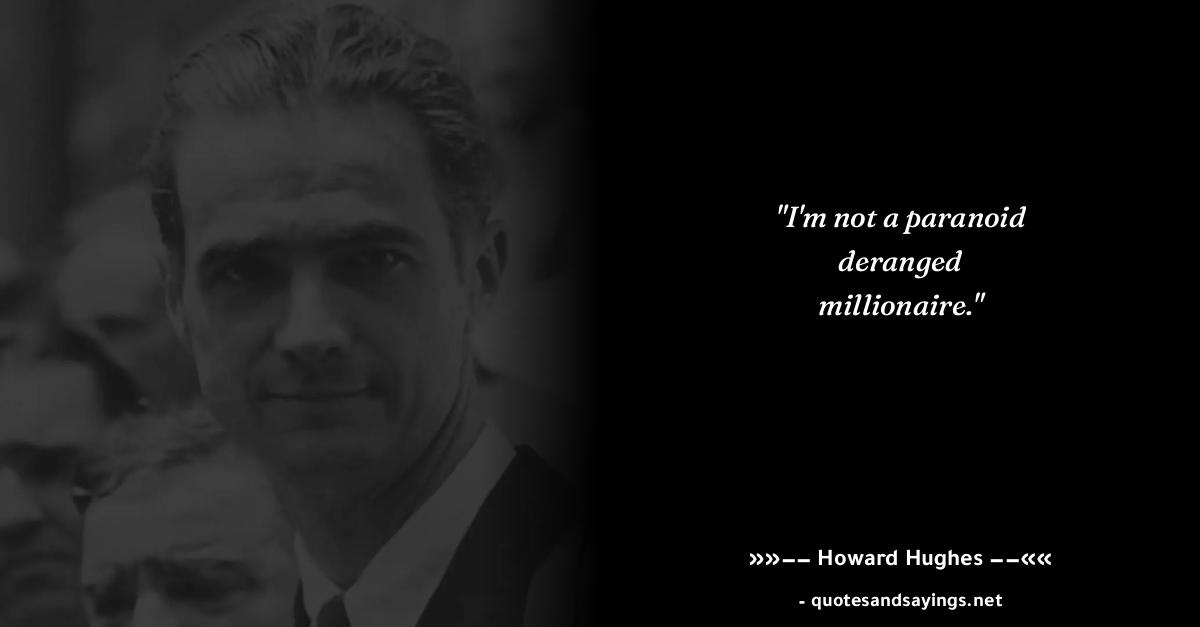 "I'm not a paranoid
deranged
millionaire."
»»−− Howard Hughes −−««
- quotesandsayings.net